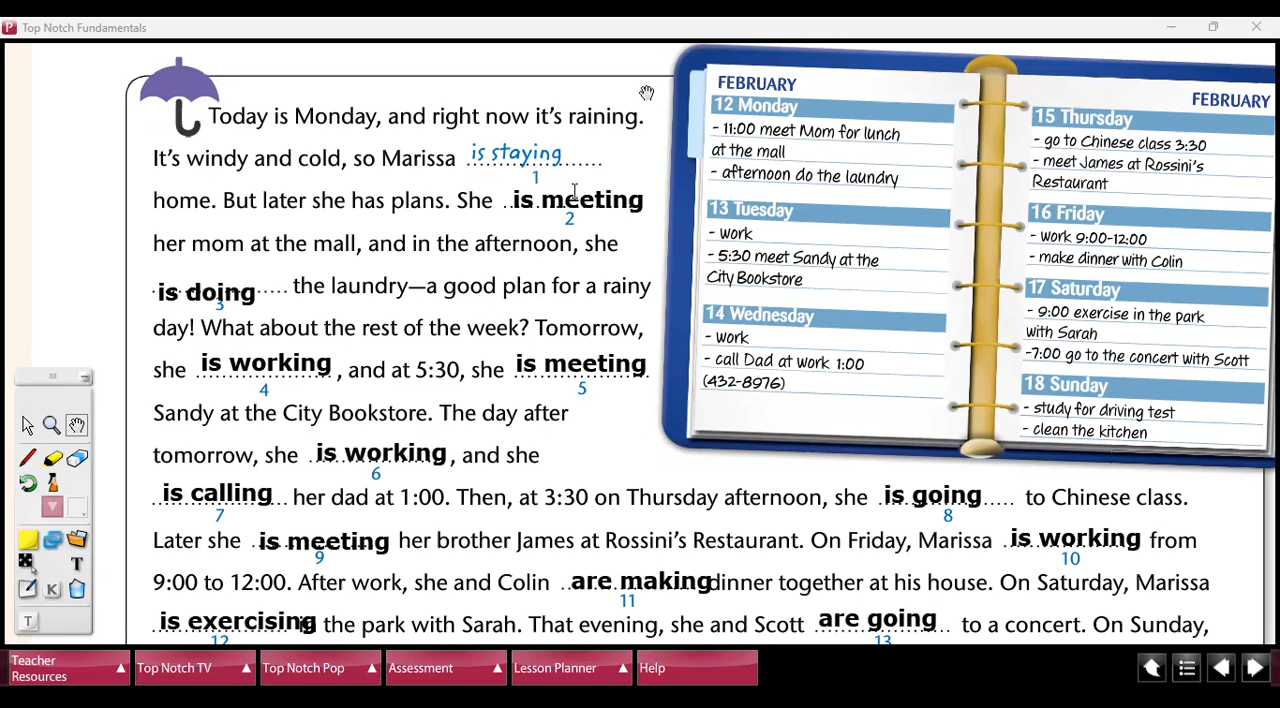 Top Notch Fundamentals
Today is Monday, and right now it's raining.
It's windy and cold, so Marissa is staying
1
home. But later she has plans. She is meeting
2
her mom at the mall, and in the afternoon, she
is doing the laundry—a good plan for a rainy
3
day! What about the rest of the week? Tomorrow,
she is working, and at 5:30, she is meeting
4 5
Sandy at the City Bookstore. The day after
tomorrow, she is working, and she
6
is calling her dad at 1:00. Then, at 3:30 on Thursday afternoon, she is going to Chinese class.
7 8
Later she is meeting her brother James at Rossini's Restaurant. On Friday, Marissa is working from
9 10
9:00 to 12:00. After work, she and Colin are making dinner together at his house. On Saturday, Marissa
11
is exercising the park with Sarah. That evening, she and Scott are going to a concert. On Sunday,
12 13
FEBRUARY
12 Monday
- 11:00 meet Mom for lunch
at the mall
- afternoon do the laundry
13 Tuesday
- work
- 5:30 meet Sandy at the
City Bookstore
14 Wednesday
- work
- call Dad at work 1:00
(432-8976)
FEBRUARY
15 Thursday
- go to Chinese class 3:30
- meet James at Rossini's
Restaurant
16 Friday
- work 9:00-12:00
- make dinner with Colin
17 Saturday
- 9:00 exercise in the park
with Sarah
-7:00 go to the concert with Scott
18 Sunday
- study for driving test
- clean the kitchen
T
K
T
Teacher
Resources
Top Notch TV
Top Notch Pop
Assessment
Lesson Planner
Help